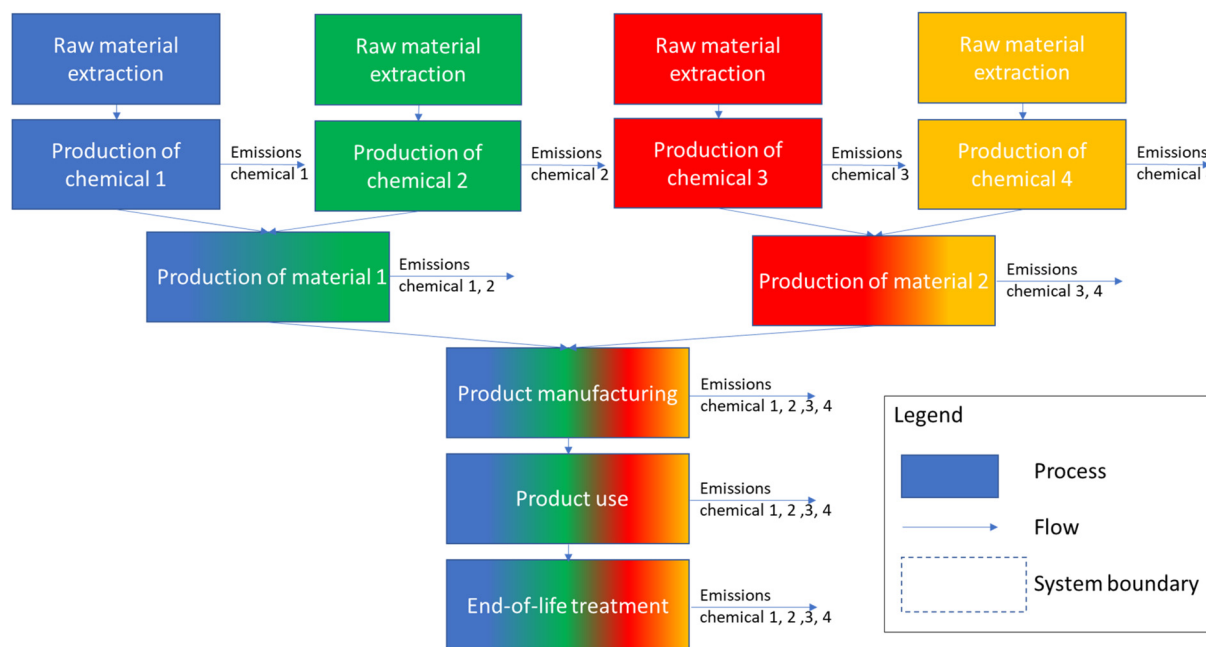 Raw material
extraction
Raw material
extraction
Raw material
extraction
Raw material
extraction
Production of
chemical 1
Emissions
chemical 1
Production of
chemical 2
Emissions
chemical 2
Production of
chemical 3
Emissions
chemical 3
Production of
chemical 4
Emissions
chemical
Production of material 1
Emissions
chemical 1, 2
Production of material 2
Emissions
chemical 3, 4
Product manufacturing
Emissions
chemical 1, 2 ,3, 4
Product use
Emissions
chemical 1, 2 ,3, 4
End-of-life treatment
Emissions
chemical 1, 2 ,3, 4
Legend
Process
Flow
System boundary